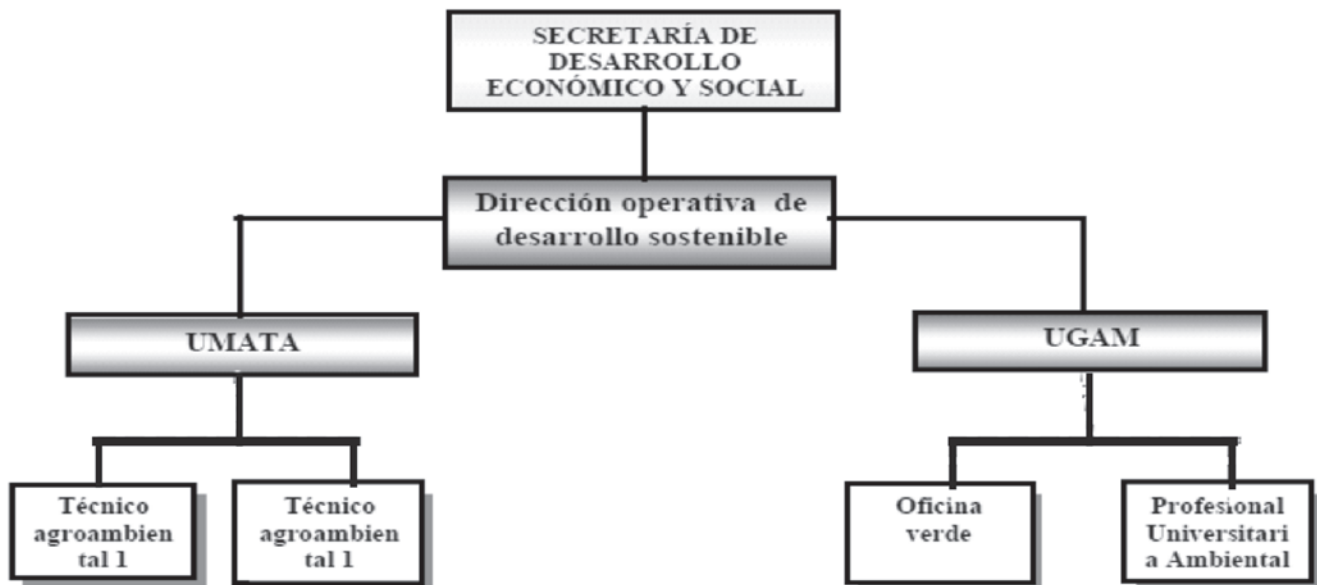 SECRETARÍA DE
DESARROLLO
ECONÓMICO Y SOCIAL
Dirección operativa de
desarrollo sostenible
UMATA
UGAM
Técnico
agroambien
tal 1
Técnico
agroambien
tal 1
Oficina
verde
Profesional
Universitari
a Ambiental